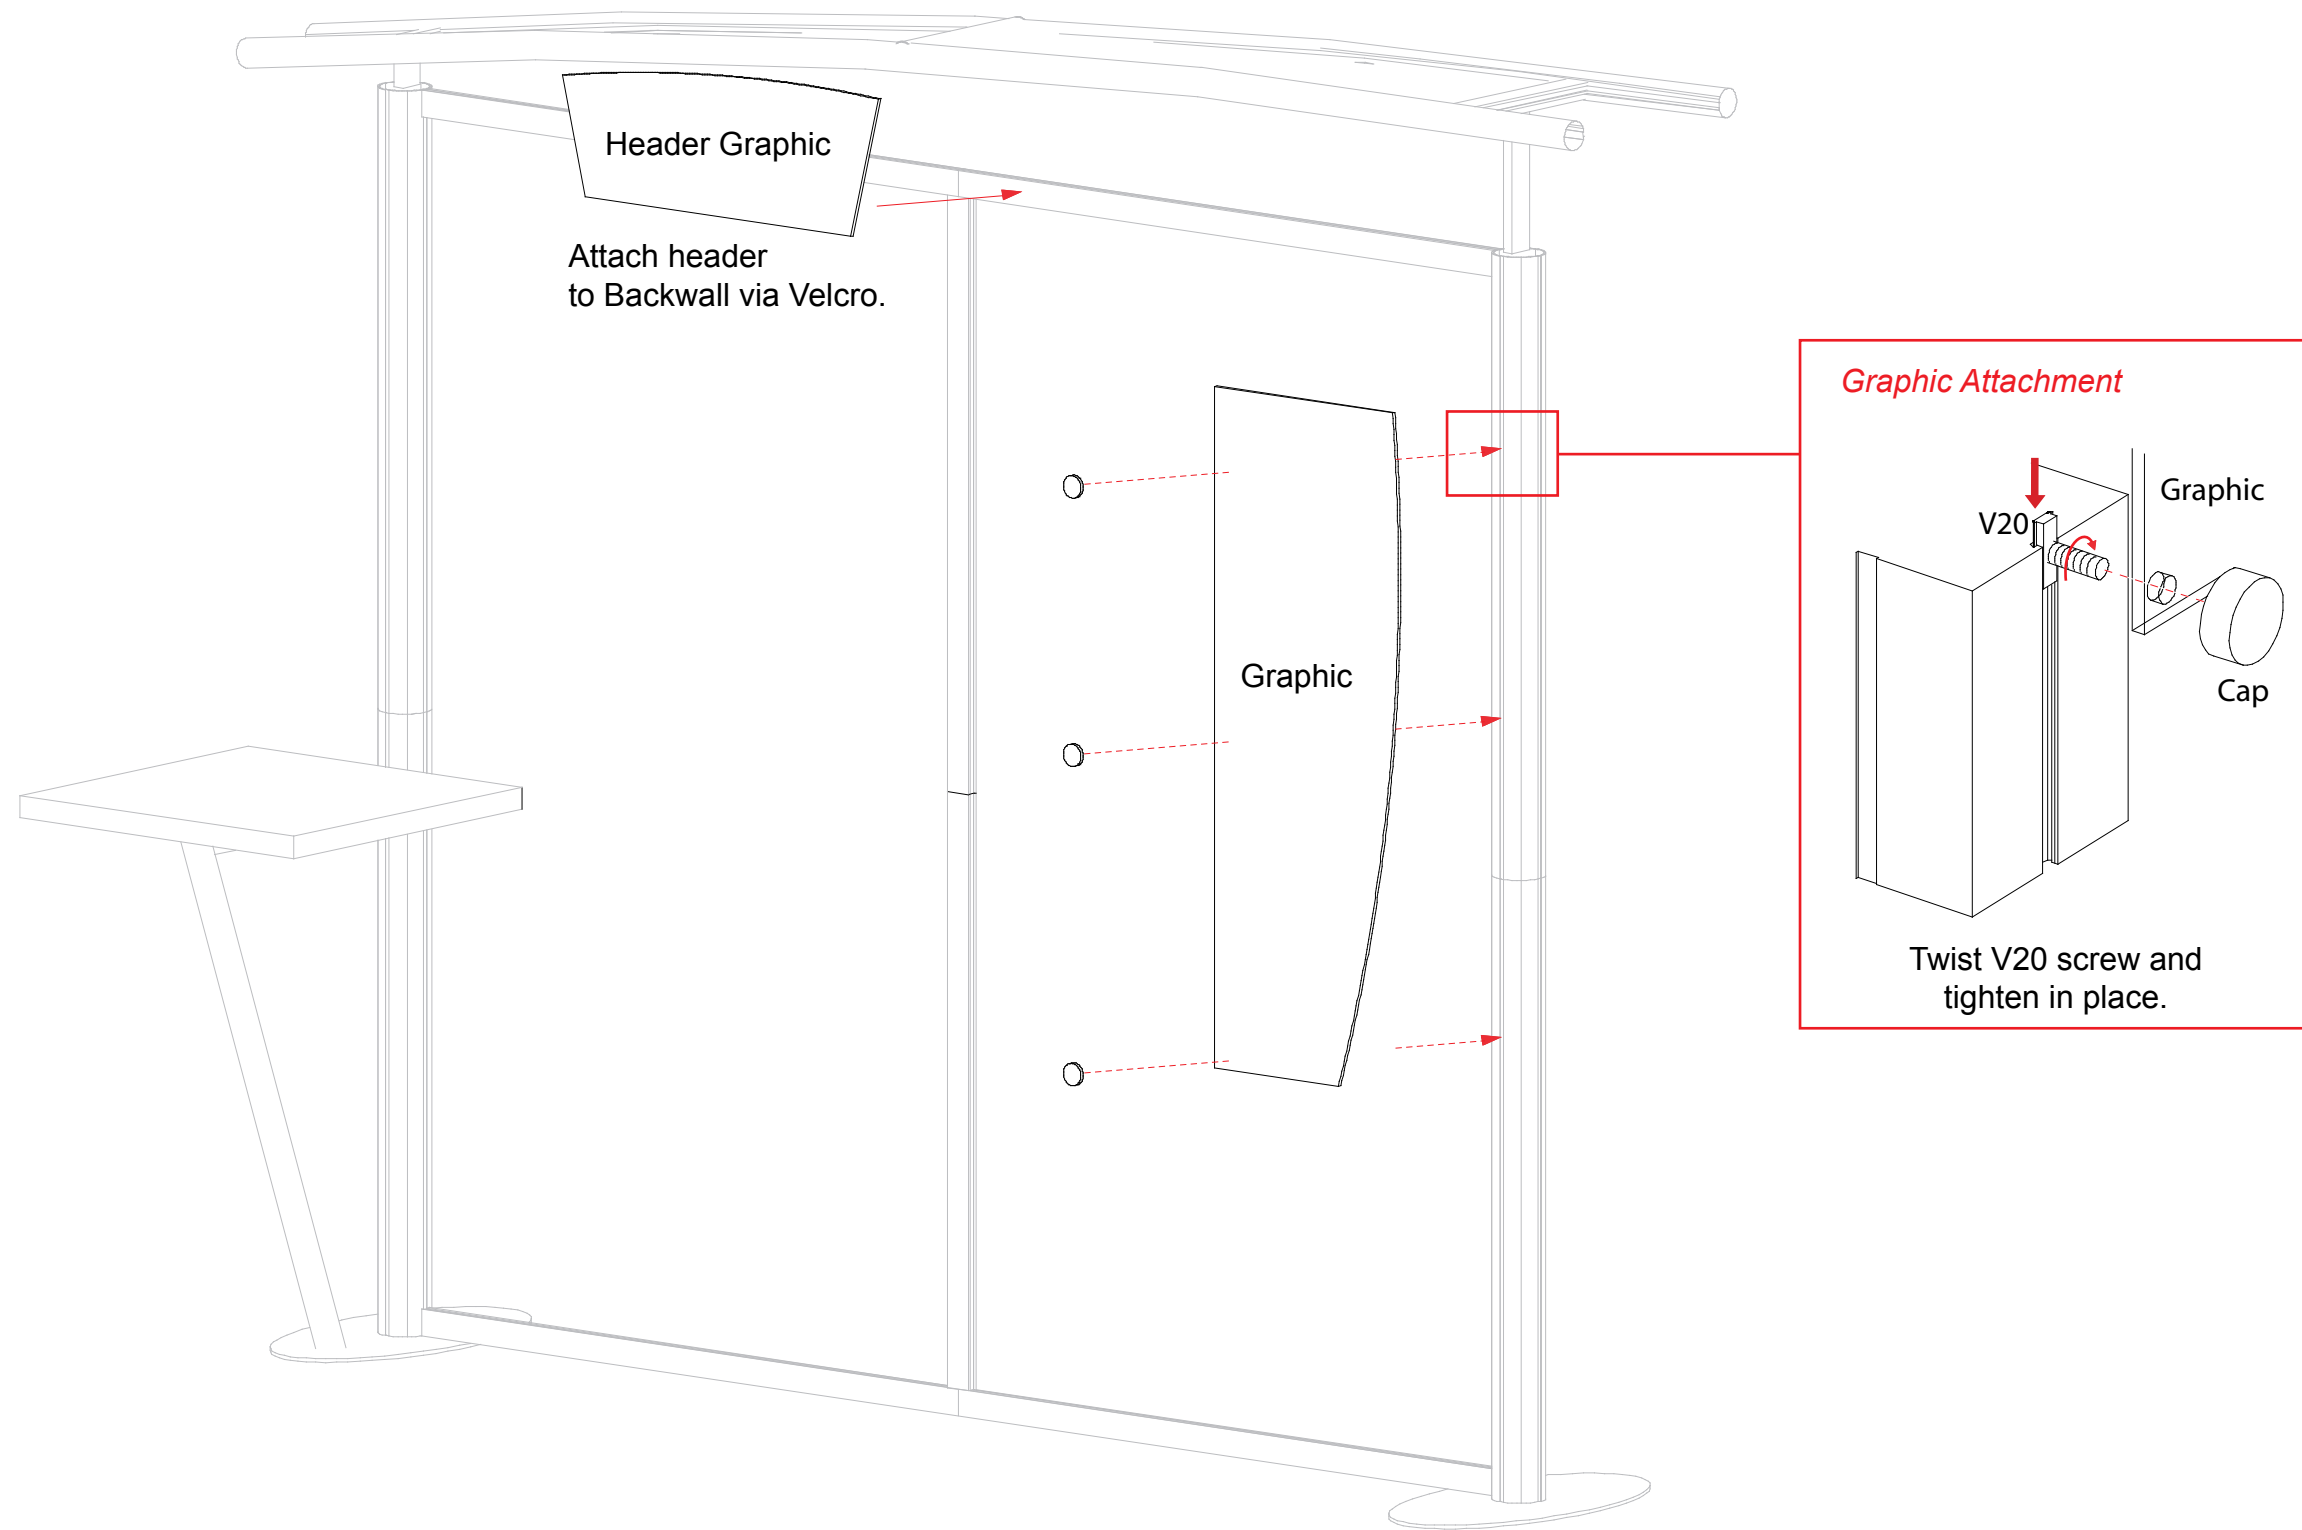 Header Graphic
Attach header
to Backwall via Velcro.
Graphic Attachment
Graphic
V20
Graphic
Cap
Twist V20 screw and
tighten in place.